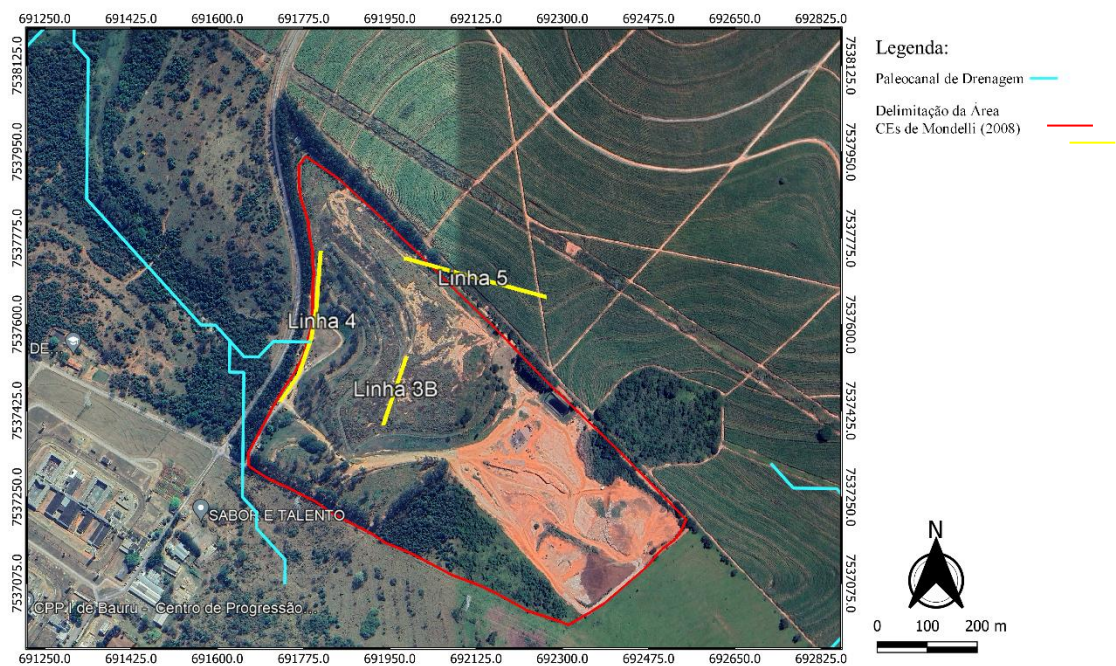 691250.0 691425.0 691600.0 691775.0 691950.0 692125.0 692300.0 692475.0 692650.0 692825.0
7538125.0 7537950.0 7537775.0 7537600.0 7537425.0 7537250.0 7537075.0
Linha 5
Linha 4
Linha 3B
DE
SABOR E TALENTO
CPP I de Bauru - Centro de Progressão...
7538125.0 7537950.0 7537775.0 7537600.0 7537425.0 7537250.0 7537075.0
691250.0 691425.0 691600.0 691775.0 691950.0 692125.0 692300.0 692475.0 692650.0 692825.0
Legenda:
Paleocanal de Drenagem
Delimitação da Área
CEs de Mondelli (2008)
N
0 100 200 m